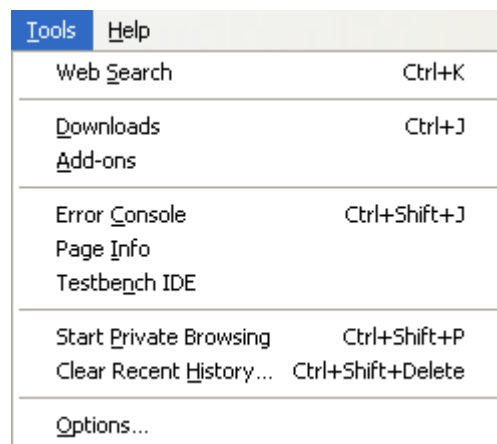 Tools Help
Web Search Ctrl+K
Downloads Ctrl+J
Add-ons
Error Console Ctrl+Shift+J
Page Info
Testbench IDE
Start Private Browsing Ctrl+Shift+P
Clear Recent History... Ctrl+Shift+Delete
Options...